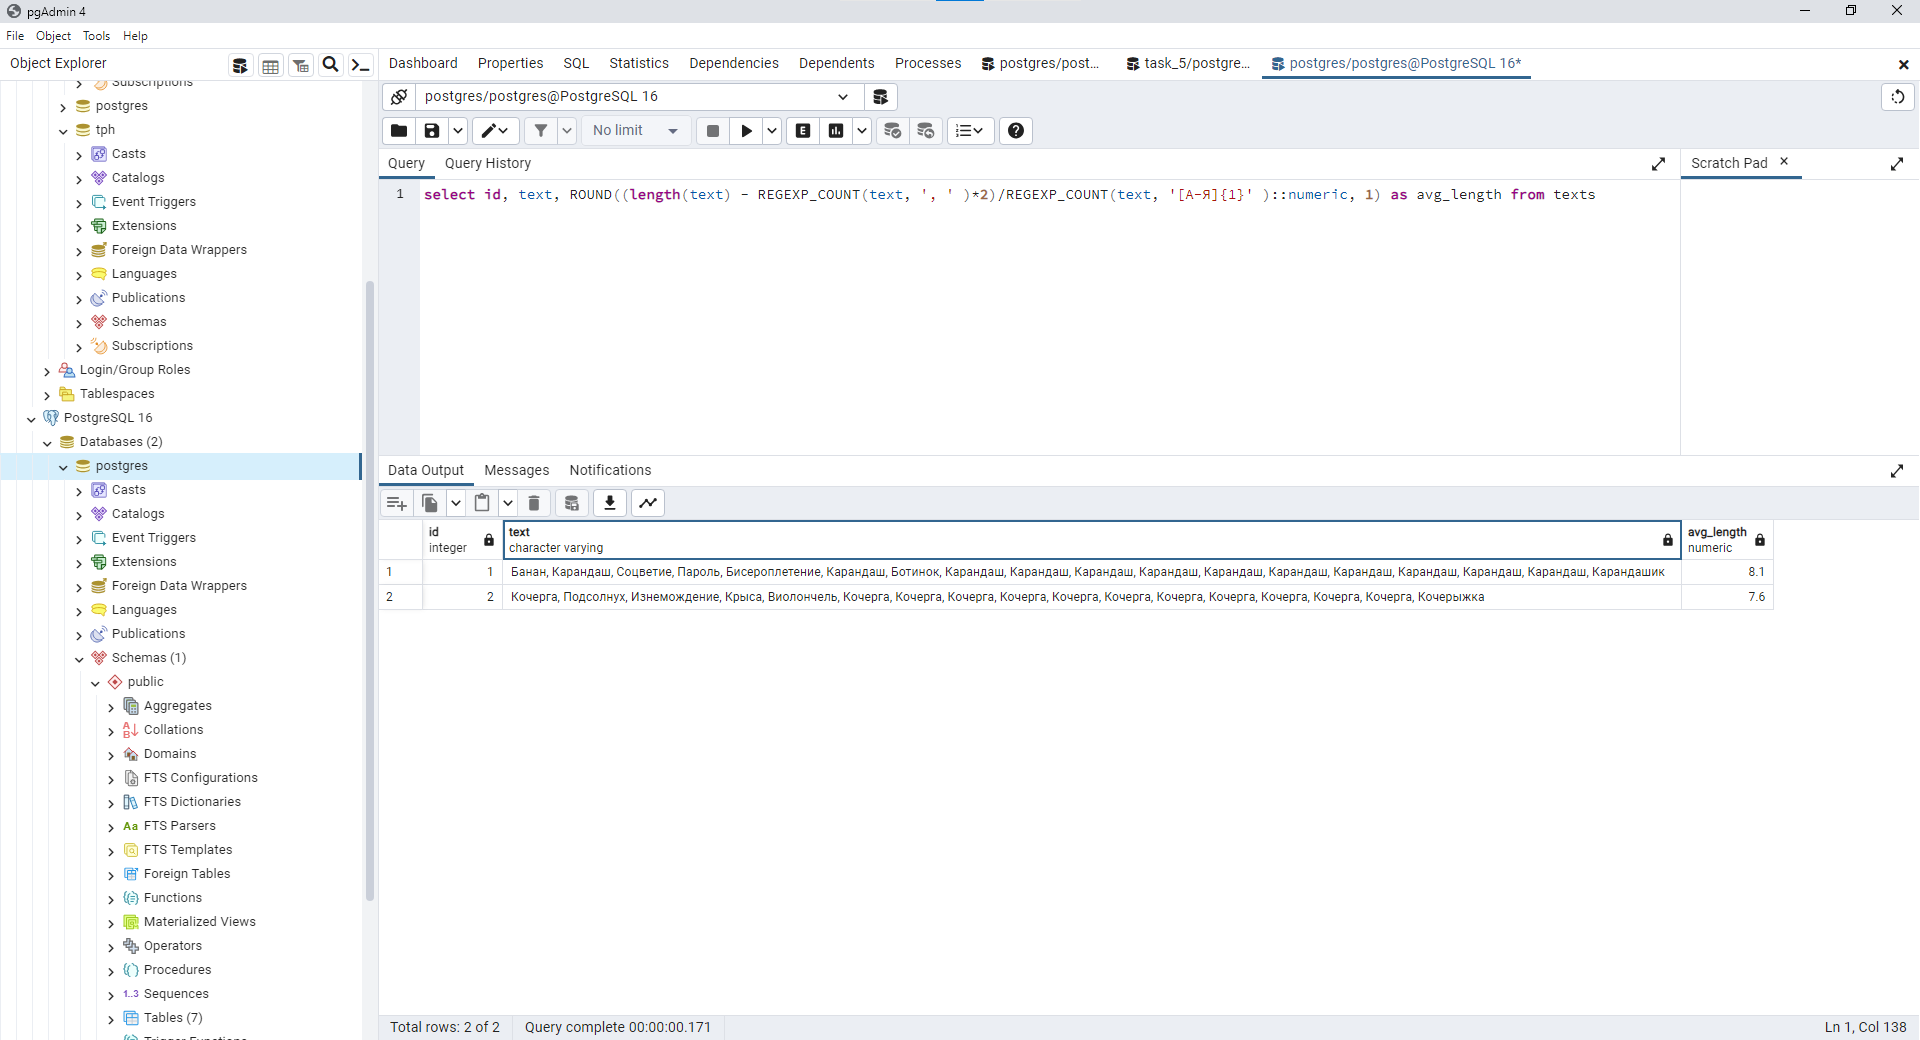 pgAdmin 4
File Object Tools Help
Object Explorer
Dashboard Properties SQL Statistics Dependencies Dependents Processes postgres/post... task_5/postgre... postgres/postgres@PostgreSQL 16*
Subscriptions
postgres
tph
Casts
Catalogs
Event Triggers
Extensions
Foreign Data Wrappers
Languages
Publications
Schemas
Subscriptions
Login/Group Roles
Tablespaces
PostgreSQL 16
Databases (2)
postgres
Casts
Catalogs
Event Triggers
Extensions
Foreign Data Wrappers
Languages
Publications
Schemas (1)
public
Aggregates
Collations
Domains
FTS Configurations
FTS Dictionaries
Aa FTS Parsers
FTS Templates
Foreign Tables
Functions
Materialized Views
Operators
Procedures
1..3 Sequences
Tables (7)
Trigger Functions
postgres/postgres@PostgreSQL 16
No limit
E
Query Query History
Scratch Pad
1 select id, text, ROUND((length(text) - REGEXP_COUNT(text, ', ' )*2)/REGEXP_COUNT(text, '[А-Я]{1}' )::numeric, 1) as avg_length from texts
Data Output Messages Notifications
id text avg_length
integer character varying numeric
1 1 Банан, Карандаш, Соцветие, Пароль, Бисероплетение, Карандаш, Ботинок, Карандаш, Карандаш, Карандаш, Карандаш, Карандаш, Карандаш, Карандаш, Карандаш, Карандаш, Карандаш, Карандашик 8.1
2 2 Кочерга, Подсолнух, Изнемождение, Крыса, Виолончель, Кочерга, Кочерга, Кочерга, Кочерга, Кочерга, Кочерга, Кочерга, Кочерга, Кочерга, Кочерга, Кочерга, Кочерыжка 7.6
Total rows: 2 of 2 Query complete 00:00:00.171 Ln 1, Col 138